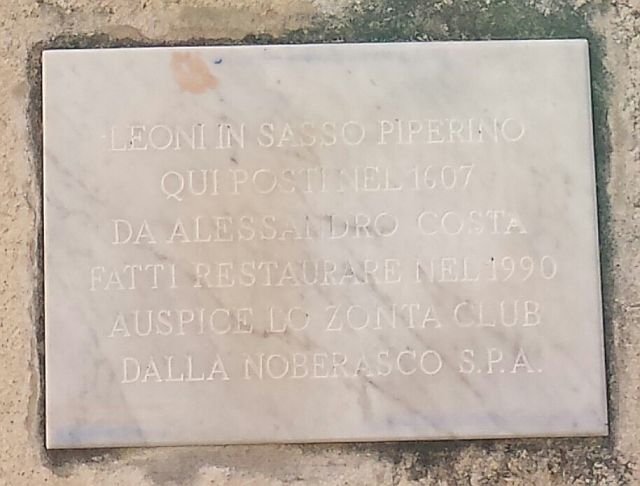 LEONI IN SASSO PIPERINO
QUI POSTI NEL 1607
DA ALESSANDRO COSTA
FATTI RESTAURARE NEL 1990
AUSPICE LO ZONTA CLUB
DALLA NOBERASCO S.P.A.